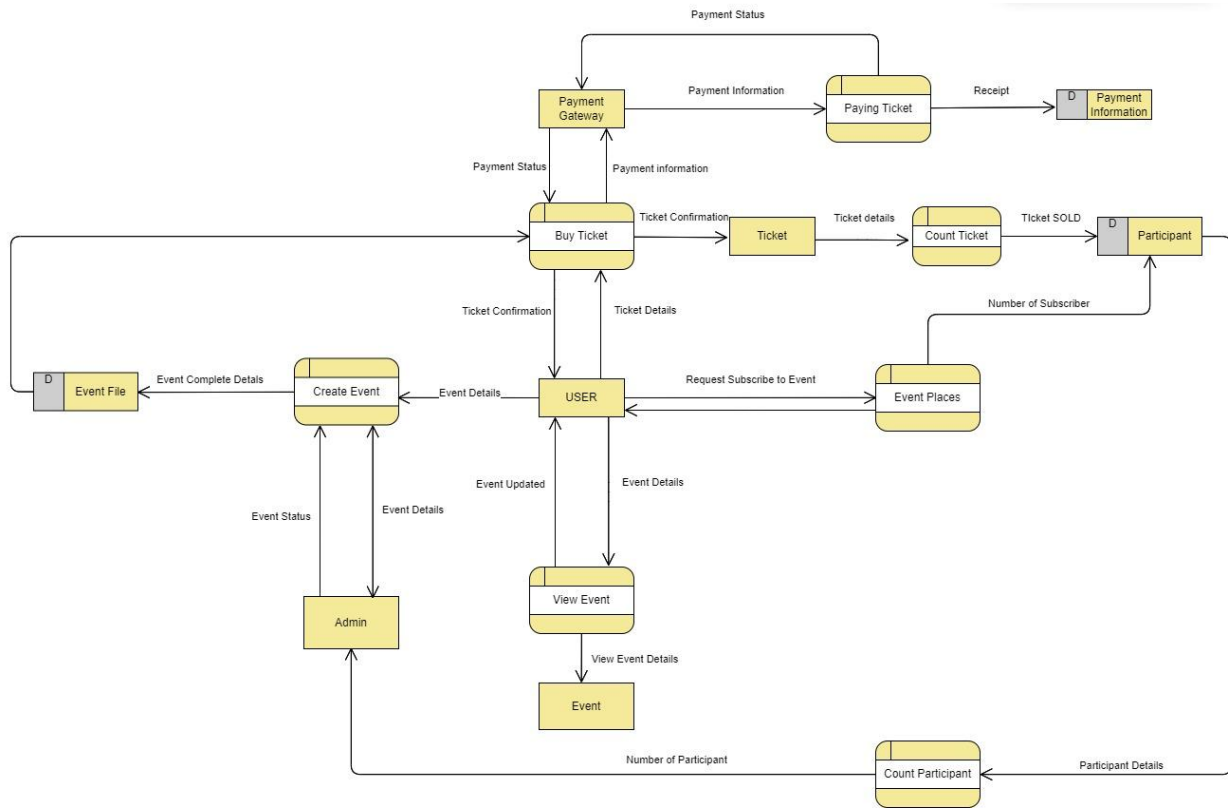 Payment Status
Payment
Gateway
Payment Information
Paying Ticket
Receipt
D
Payment
Information
Payment Status
Payment information
Buy Ticket
Ticket Confirmation
Ticket
Ticket details
Count Ticket
TIcket SOLD
D
Participant
Ticket Confirmation
Ticket Details
Number of Subscriber
D
Event File
Event Complete Detals
Create Event
Event Details
USER
Request Subscribe to Event
Event Places
Event Status
Event Details
Event Updated
Event Details
View Event
Admin
View Event Details
Event
Number of Participant
Count Participant
Participant Details